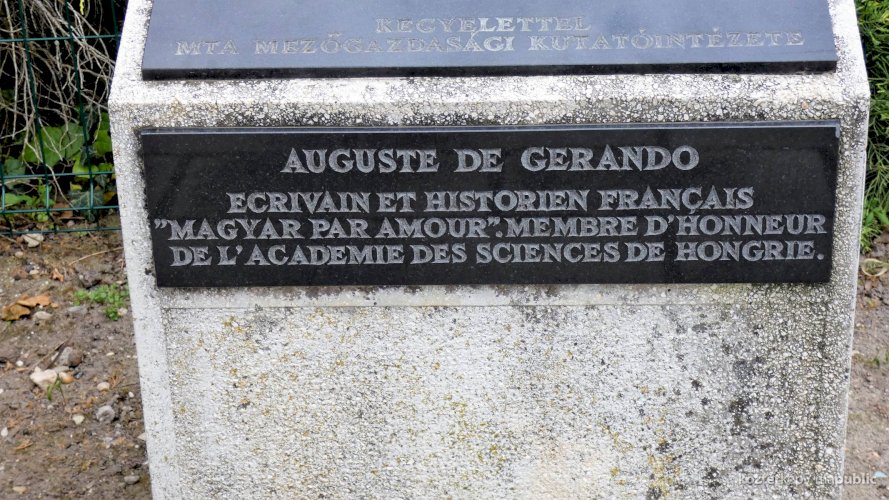 KEGYELETTEL
MTA MEZŐGAZDASÁGI KUTATÓINTÉZETE
AUGUSTE DE GERANDO
ECRIVAIN ET HISTORIEN FRANÇAIS
"MAGYAR PAR AMOUR". MEMBRE D'HONNEUR
DE L'ACADEMIE DES SCIENCES DE HONGRIE.